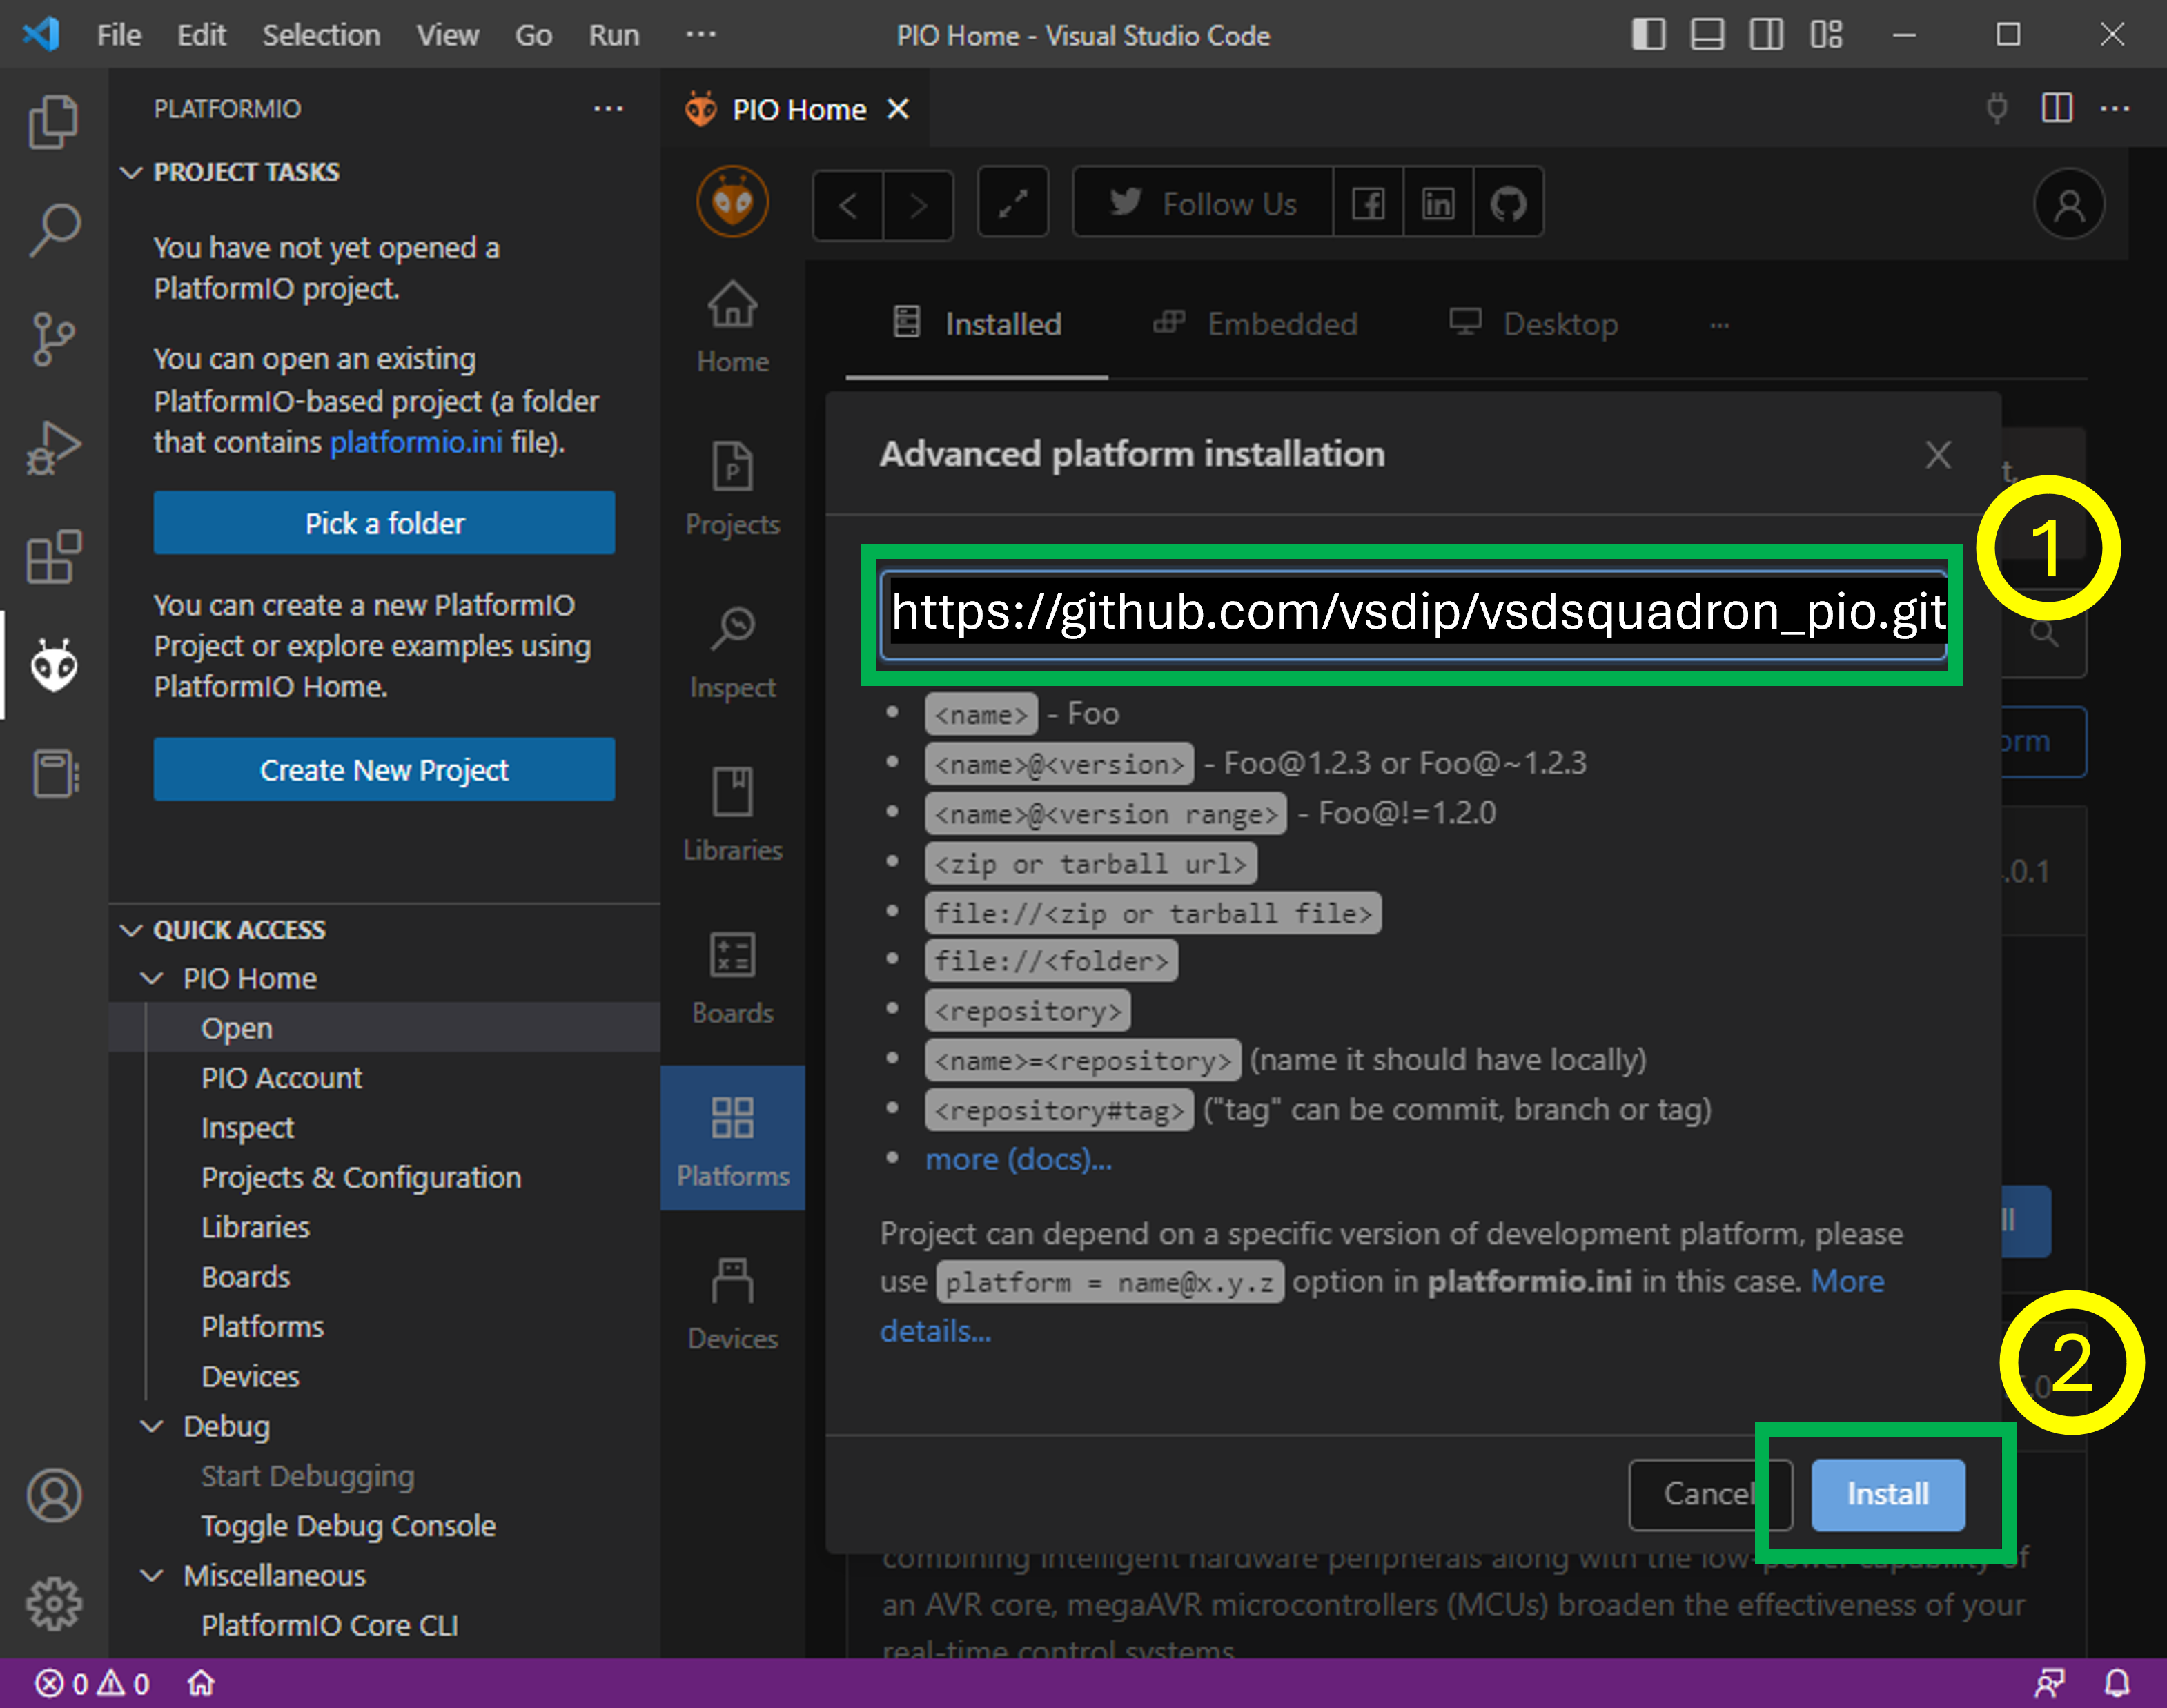 File Edit Selection View Go Run ··· PIO Home - Visual Studio Code
PLATFORMIO ···
PROJECT TASKS
You have not yet opened a
PlatformIO project.
You can open an existing
PlatformIO-based project (a folder
that contains platformio.ini file).
Pick a folder
You can create a new PlatformIO
Project or explore examples using
PlatformIO Home.
Create New Project
QUICK ACCESS
PIO Home
Open
PIO Account
Inspect
Projects & Configuration
Libraries
Boards
Platforms
Devices
Debug
Start Debugging
Toggle Debug Console
Miscellaneous
PlatformIO Core CLI
PIO Home
Follow Us
Home
Projects
Inspect
Libraries
Boards
Platforms
Devices
Installed Embedded Desktop ···
Advanced platform installation
t,
1
https://github.com/vsdip/vsdsquadron_pio.git
• <name> - Foo
• <name>@<version> - Foo@1.2.3 or Foo@~1.2.3
• <name>@<version range> - Foo@!=1.2.0
• <zip or tarball url>
• file://<zip or tarball file>
• file://<folder>
• <repository>
• <name>=<repository> (name it should have locally)
• <repository#tag> ("tag" can be commit, branch or tag)
• more (docs)...
Project can depend on a specific version of development platform, please
use platform = name@x.y.z option in platformio.ini in this case. More
details...
2
Cancel Install
combining intelligent hardware peripherals along with the low-power capability of
an AVR core, megaAVR microcontrollers (MCUs) broaden the effectiveness of your
real-time control systems
0 0